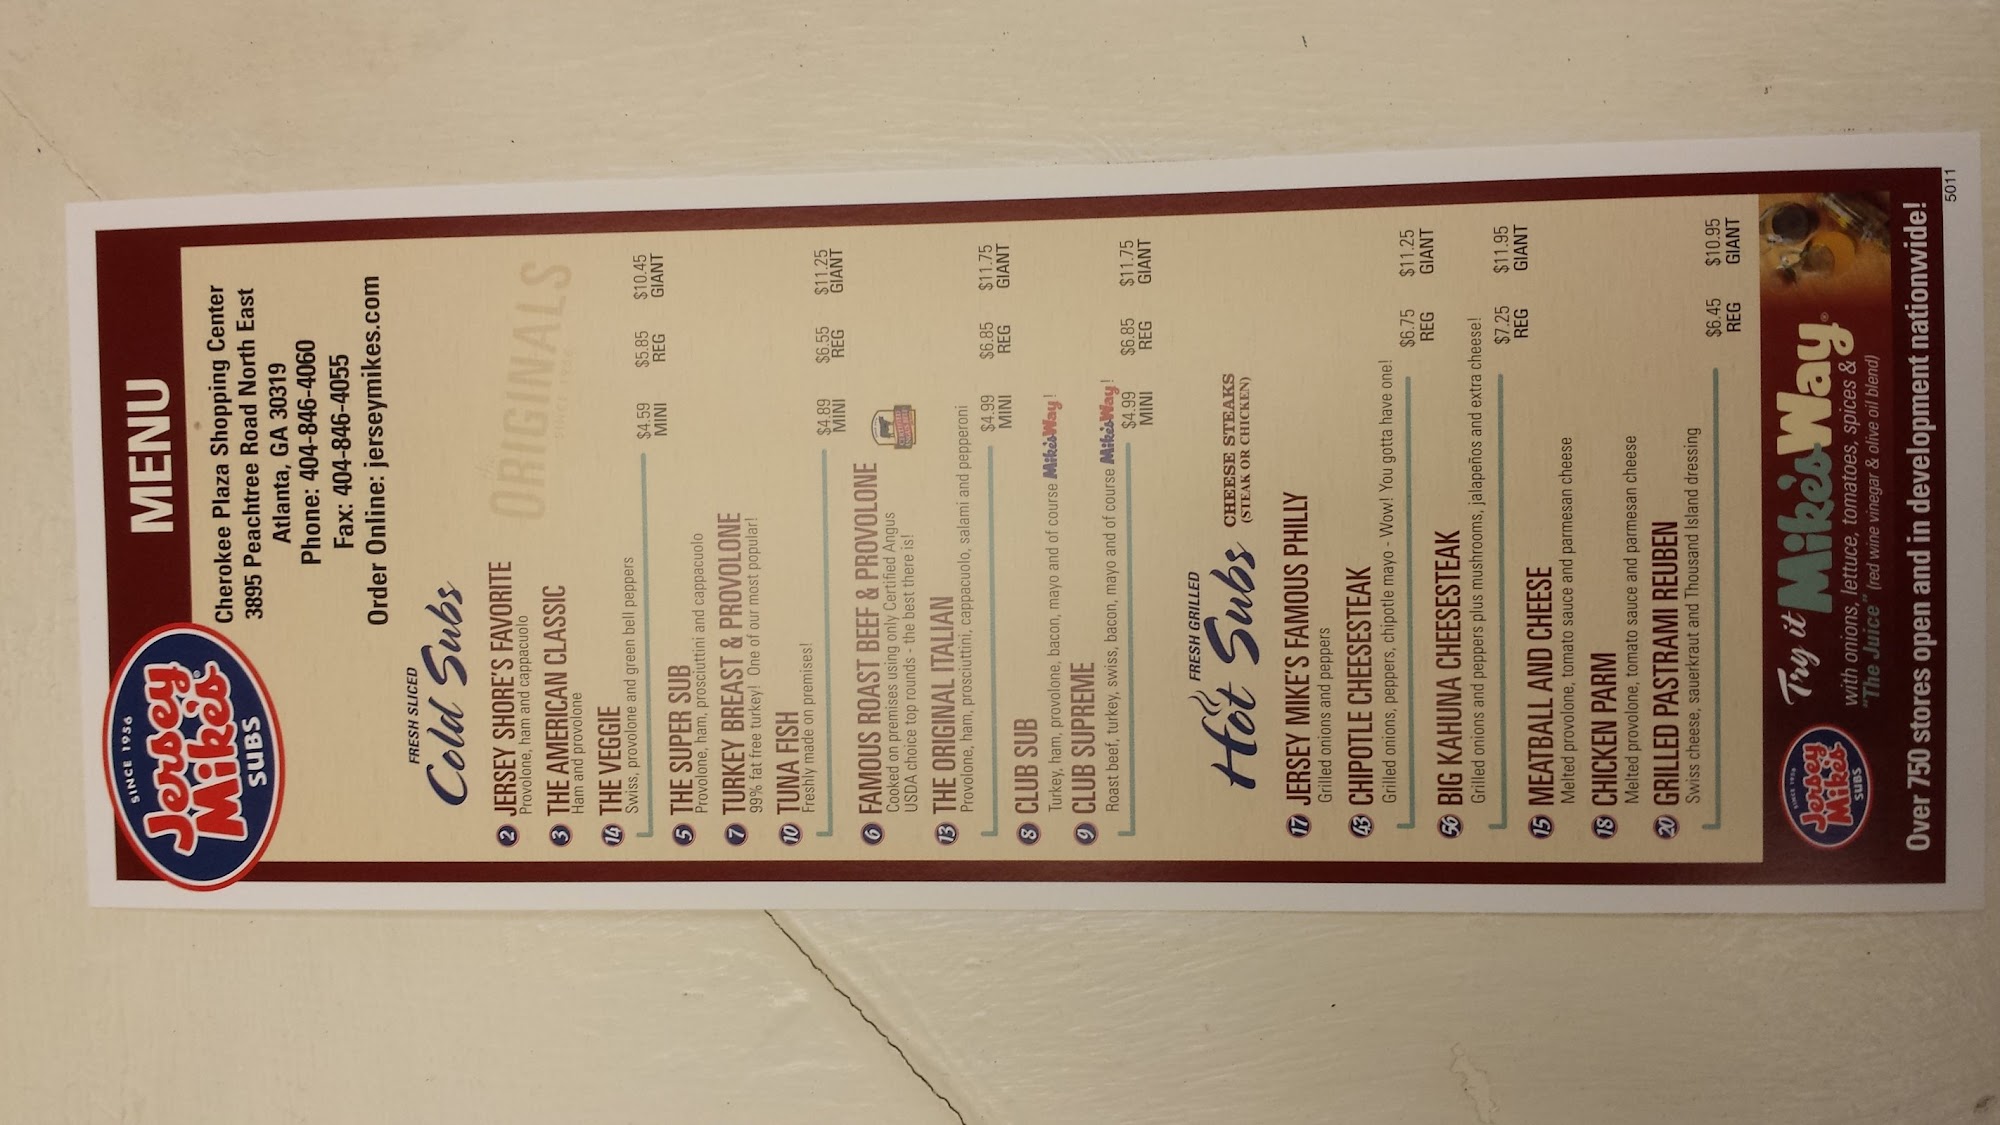 SINCE 1956
Jersey
Mike's
SUBS
MENU
Cherokee Plaza Shopping Center
3895 Peachtree Road North East
Atlanta, GA 30319
Phone: 404-846-4060
Fax: 404-846-4055
Order Online: jerseymikes.com
FRESH SLICED
Cold Subs
the
ORIGINALS
SINCE 1956
2 JERSEY SHORE'S FAVORITE
Provolone, ham and cappacuolo
3 THE AMERICAN CLASSIC
Ham and provolone
14 THE VEGGIE
Swiss, provolone and green bell peppers
$4.59 $5.85 $10.45
MINI REG GIANT
5 THE SUPER SUB
Provolone, ham, prosciuttini and cappacuolo
7 TURKEY BREAST & PROVOLONE
99% fat free turkey! One of our most popular!
10 TUNA FISH
Freshly made on premises!
$4.89 $6.55 $11.25
MINI REG GIANT
6 FAMOUS ROAST BEEF & PROVOLONE
Cooked on premises using only Certified Angus
USDA choice top rounds - the best there is!
13 THE ORIGINAL ITALIAN
Provolone, ham, prosciuttini, cappacuolo, salami and pepperoni
$4.99 $6.85 $11.75
MINI REG GIANT
8 CLUB SUB
Turkey, ham, provolone, bacon, mayo and of course Mike's Way!
9 CLUB SUPREME
Roast beef, turkey, swiss, bacon, mayo and of course Mike's Way!
$4.99 $6.85 $11.75
MINI REG GIANT
FRESH GRILLED
Hot Subs CHEESE STEAKS
(STEAK OR CHICKEN)
17 JERSEY MIKE'S FAMOUS PHILLY
Grilled onions and peppers
43 CHIPOTLE CHEESESTEAK
Grilled onions, peppers, chipotle mayo - Wow! You gotta have one!
$6.75 $11.25
REG GIANT
56 BIG KAHUNA CHEESESTEAK
Grilled onions and peppers plus mushrooms, jalapeños and extra cheese!
$7.25 $11.95
REG GIANT
15 MEATBALL AND CHEESE
Melted provolone, tomato sauce and parmesan cheese
18 CHICKEN PARM
Melted provolone, tomato sauce and parmesan cheese
20 GRILLED PASTRAMI REUBEN
Swiss cheese, sauerkraut and Thousand Island dressing
$6.45 $10.95
REG GIANT
SINCE 1956
Jersey
Mike's
SUBS
Try it Mike's Way®
with onions, lettuce, tomatoes, spices &
"The Juice" (red wine vinegar & olive oil blend)
Over 750 stores open and in development nationwide!
5011